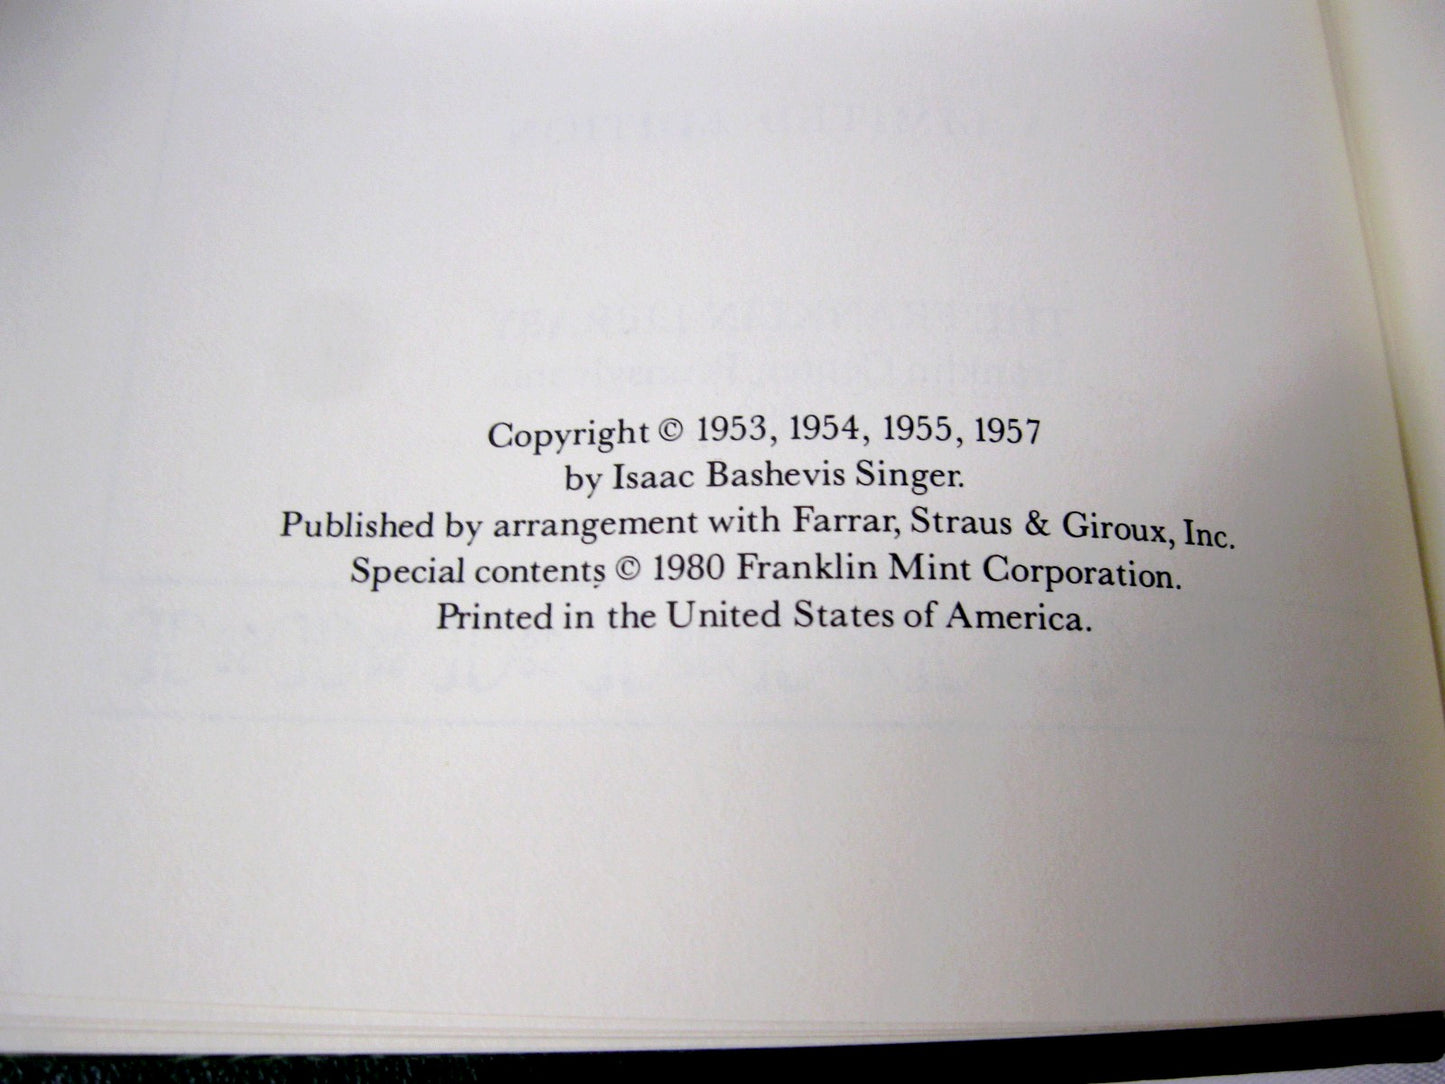 Copyright © 1953, 1954, 1955, 1957
by Isaac Bashevis Singer.
Published by arrangement with Farrar, Straus & Giroux, Inc.
Special contents © 1980 Franklin Mint Corporation.
Printed in the United States of America.